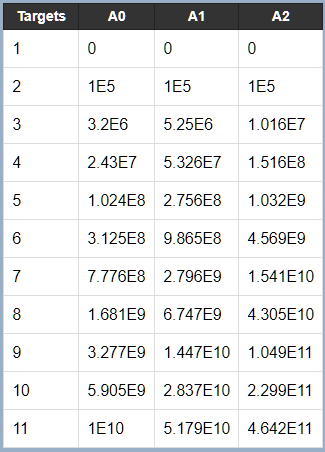 Targets A0 A1 A2
1 0 0 0
2 1E5 1E5 1E5
3 3.2E6 5.25E6 1.016E7
4 2.43E7 5.326E7 1.516E8
5 1.024E8 2.756E8 1.032E9
6 3.125E8 9.865E8 4.569E9
7 7.776E8 2.796E9 1.541E10
8 1.681E9 6.747E9 4.305E10
9 3.277E9 1.447E10 1.049E11
10 5.905E9 2.837E10 2.299E11
11 1E10 5.179E10 4.642E11